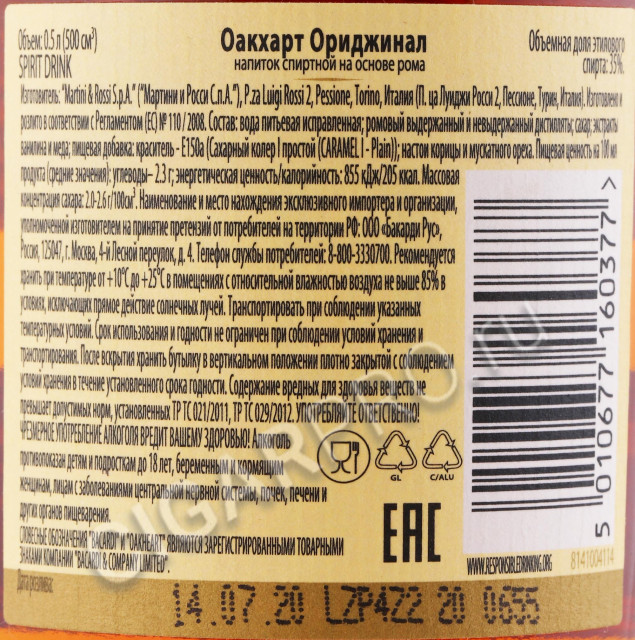 Объем: 0.5 л (500 см³)
SPIRIT DRINK
Оакхарт Ориджинал
напиток спиртной на основе рома
Объемная доля этилового
спирта: 35%.
Изготовитель: "Martini & Rossi S.p.A." ("Мартини и Росси С.п.А."), P.za Luigi Rossi 2, Pessione, Torino, Италия (П. ца Луиджи Росси 2, Пессионе, Турин, Италия). Изготовлено и
розлито в соответствии с Регламентом (ЕС) № 110 / 2008. Состав: вода питьевая исправленная; ромовый выдержанный и невыдержанный дистилляты; сахар; экстракты
ванилина и меда; пищевая добавка: краситель - Е150а (Сахарный колер I простой (CARAMEL I - Plain)); настои корицы и мускатного ореха. Пищевая ценность на 100 мл
продукта (средние значения): углеводы– 2.3 г; энергетическая ценность/калорийность: 855 кДж/205 ккал. Массовая
концентрация сахара: 2.0-2.6 г/100см³. Наименование и место нахождения эксклюзивного импортера и организации,
уполномоченной изготовителем на принятие претензий от потребителей на территории РФ: ООО «Бакарди Рус»,
Россия, 125047, г. Москва, 4-й Лесной переулок, д. 4. Телефон службы потребителей: 8-800-3330700. Рекомендуется
хранить при температуре от +10°С до +25°С в помещениях с относительной влажностью воздуха не выше 85% в
условиях, исключающих прямое действие солнечных лучей. Транспортировать при соблюдении указанных
температурных условий. Срок использования и годности не ограничен при соблюдении условий хранения и
транспортирования. После вскрытия хранить бутылку в вертикальном положении плотно закрытой с соблюдением
условий хранения в течение установленного срока годности. Содержание вредных для здоровья веществ не
превышает допустимых норм, установленных ТР ТС 021/2011, ТР ТС 029/2012. УПОТРЕБЛЯЙТЕ ОТВЕТСТВЕННО!
ЧРЕЗМЕРНОЕ УПОТРЕБЛЕНИЕ АЛКОГОЛЯ ВРЕДИТ ВАШЕМУ ЗДОРОВЬЮ! Алкоголь
противопоказан детям и подросткам до 18 лет, беременным и кормящим
женщинам, лицам с заболеваниями центральной нервной системы, почек, печени и
других органов пищеварения.
СЛОВЕСНЫЕ ОБОЗНАЧЕНИЯ "BACARDI" И "OAKHEART" ЯВЛЯЮТСЯ ЗАРЕГИСТРИРОВАННЫМИ ТОВАРНЫМИ
ЗНАКАМИ КОМПАНИИ "BACARDI & COMPANY LIMITED".
GL
C/ALU
EAC
5 010677 160377 >
WWW.RESPONSIBLEDRINKING.ORG
8141004114
Дата розлива:
14.07.20 LZP4Z2 20 0655
CIGARPRO.ru